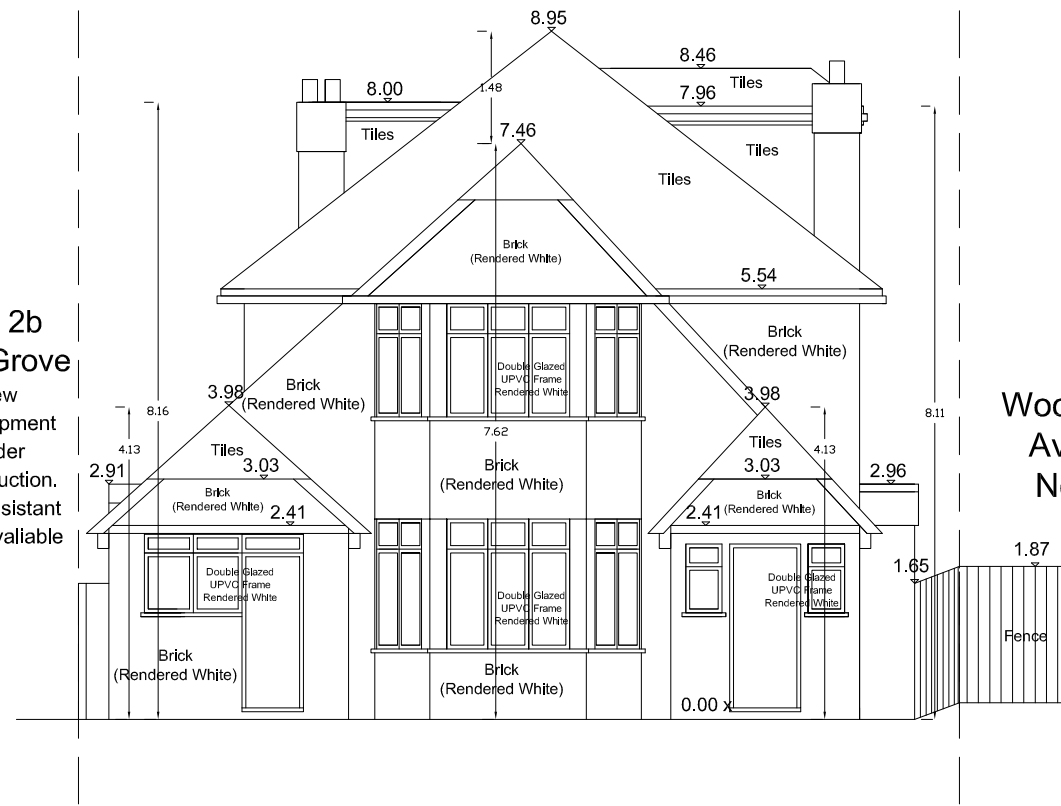 8.95
8.46
Tiles
8.00
7.96
1.48
7.46
Tiles
Tiles
Tiles
Brick
(Rendered White)
5.54
2b
Grove
Brick
(Rendered White)
Double Glazed
UPVC Frame
Rendered White
Brick
(Rendered White)
3.98
3.98
8.16
8.11
4.13
4.13
7.62
Tiles
Tiles
2.91
3.03
3.03
2.96
Brick
(Rendered White)
Brick
(Rendered White)
Brick
(Rendered White)
2.41
2.41
1.65
1.87
Double Glazed
UPVC Frame
Rendered White
Double Glazed
UPVC Frame
Rendered White
Double Glazed
UPVC Frame
Rendered White
Fence
Brick
(Rendered White)
Brick
(Rendered White)
0.00 x